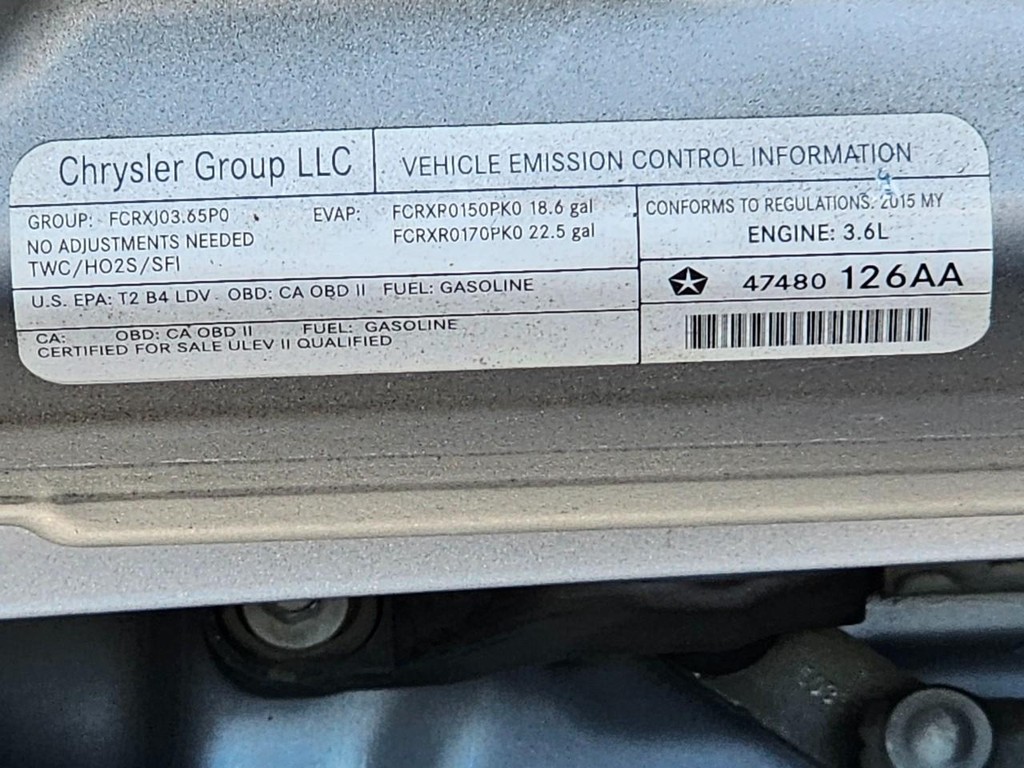 Chrysler Group LLC
VEHICLE EMISSION CONTROL INFORMATION
GROUP: FCRXJ03.65P0 EVAP: FCRXR0150PK0 18.6 gal
FCRXR0170PK0 22.5 gal
NO ADJUSTMENTS NEEDED
TWC/HO2S/SFI
U.S. EPA: T2 B4 LDV OBD: CA OBD II FUEL: GASOLINE
CA: OBD: CA OBD II FUEL: GASOLINE
CERTIFIED FOR SALE ULEV II QUALIFIED
CONFORMS TO REGULATIONS: 2015 MY
ENGINE: 3.6L
47480 126AA